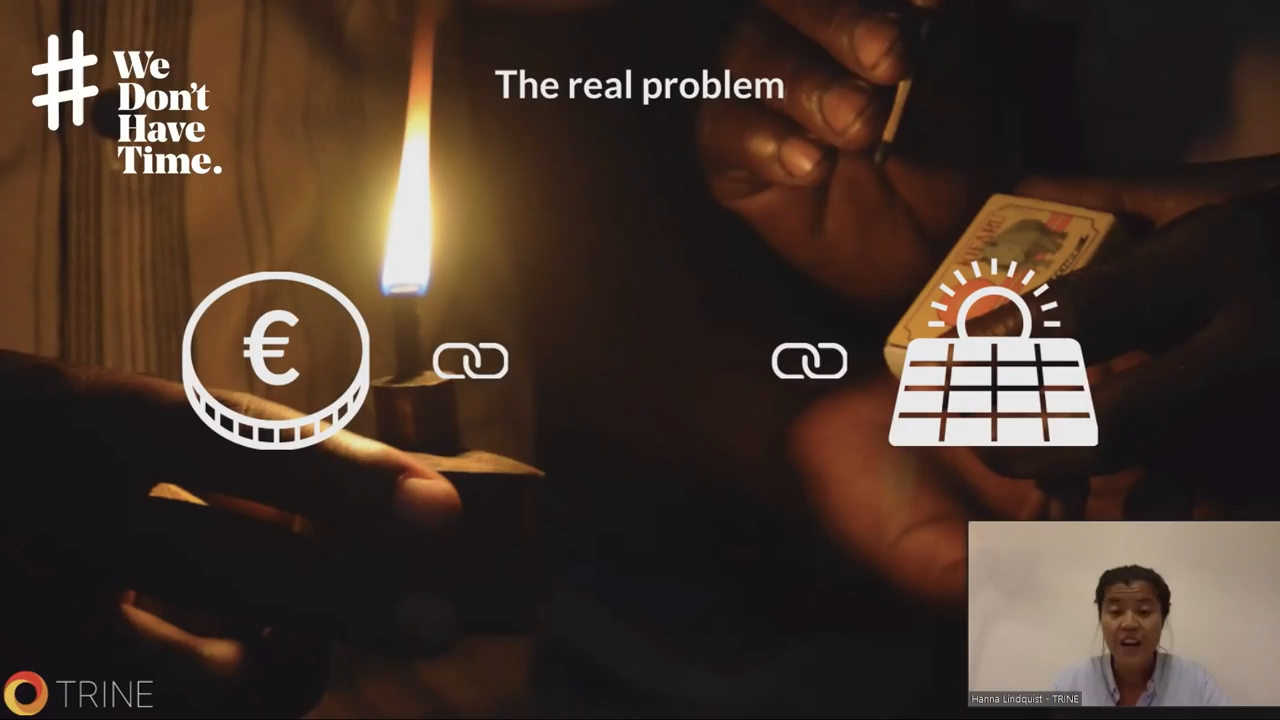 #
We
Don't
Have
Time.
The real problem
€
TRINE
Hanna Lindquist - TRINE